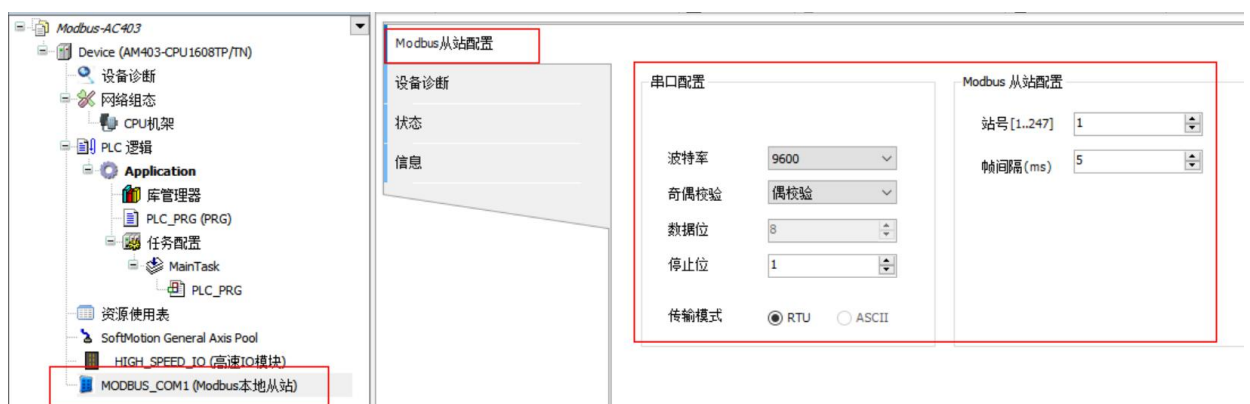 Modbus-AC403
Device (AM403-CPU1608TP/TN)
设备诊断
网络组态
CPU机架
PLC 逻辑
Application
库管理器
PLC_PRG (PRG)
任务配置
MainTask
PLC_PRG
资源使用表
SoftMotion General Axis Pool
HIGH_SPEED_IO (高速IO模块)
MODBUS_COM1 (Modbus本地从站)
Modbus从站配置
设备诊断
状态
信息
串口配置
波特率 9600
奇偶校验 偶校验
数据位 8
停止位 1
传输模式 RTU ASCII
Modbus 从站配置
站号[1..247] 1
帧间隔(ms) 5